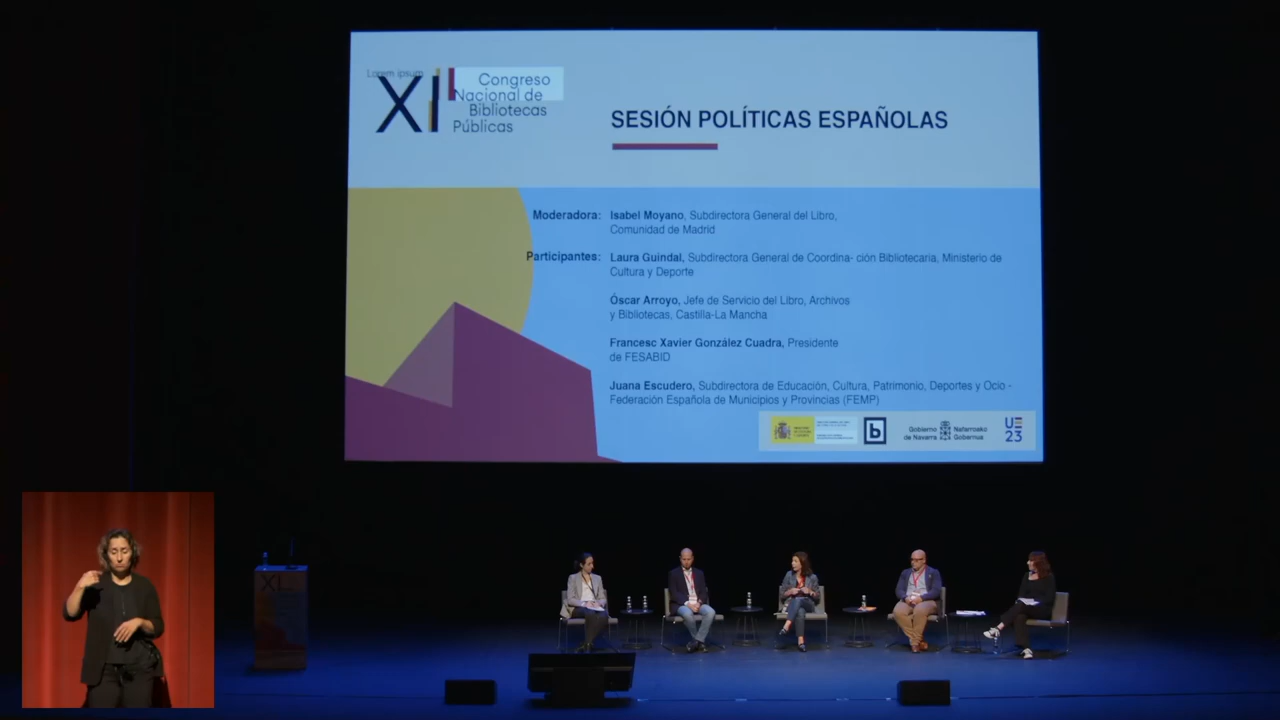 Lorem ipsum
XI
Congreso
Nacional de
Bibliotecas
Públicas
SESIÓN POLÍTICAS ESPAÑOLAS
Moderadora: Isabel Moyano, Subdirectora General del Libro,
Comunidad de Madrid
Participantes: Laura Guindal, Subdirectora General de Coordina- ción Bibliotecaria, Ministerio de
Cultura y Deporte
Óscar Arroyo, Jefe de Servicio del Libro, Archivos
y Bibliotecas, Castilla-La Mancha
Francesc Xavier González Cuadra, Presidente
de FESABID
Juana Escudero, Subdirectora de Educación, Cultura, Patrimonio, Deportes y Ocio -
Federación Española de Municipios y Provincias (FEMP)
b
Gobierno
de Navarra
Nafarroako
Gobernua
UE
23
XI